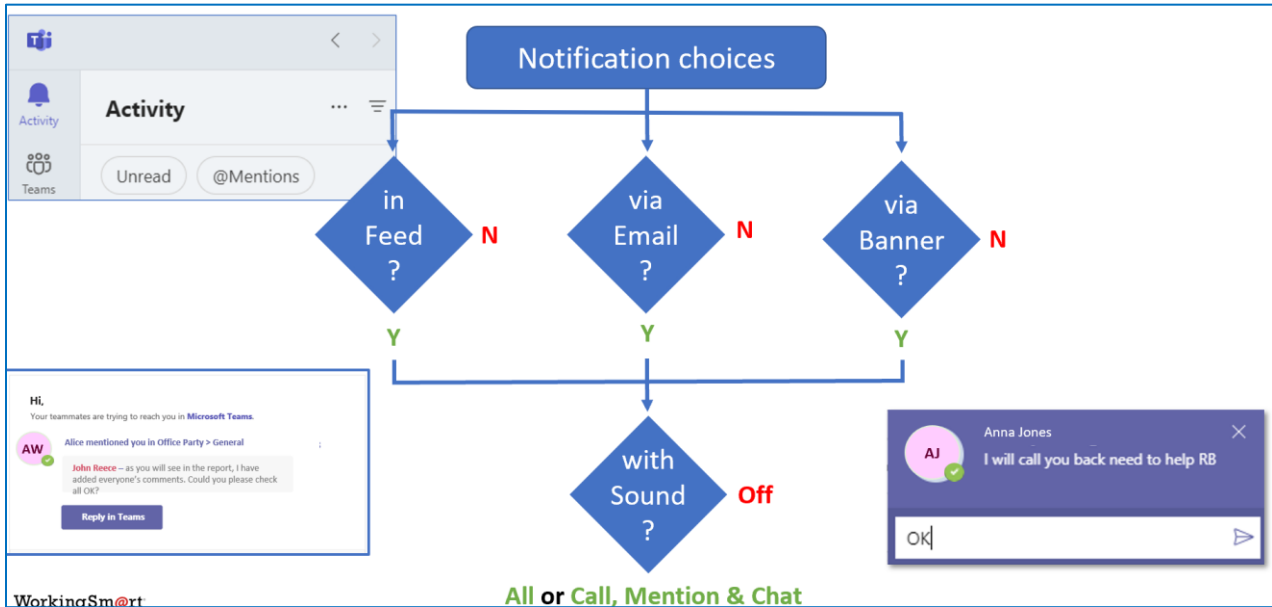 Activity
Teams
Activity
...
Unread
@Mentions
Notification choices
in
Feed
?
N
Y
via
Email
?
N
Y
via
Banner
?
N
Y
Hi,
Your teammates are trying to reach you in Microsoft Teams.
AW
Alice mentioned you in Office Party > General
John Reece – as you will see in the report, I have
added everyone's comments. Could you please check
all OK?
Reply in Teams
with
Sound
?
Off
All or Call, Mention & Chat
AJ
Anna Jones
I will call you back need to help RB
OK
WorkingSm@rt